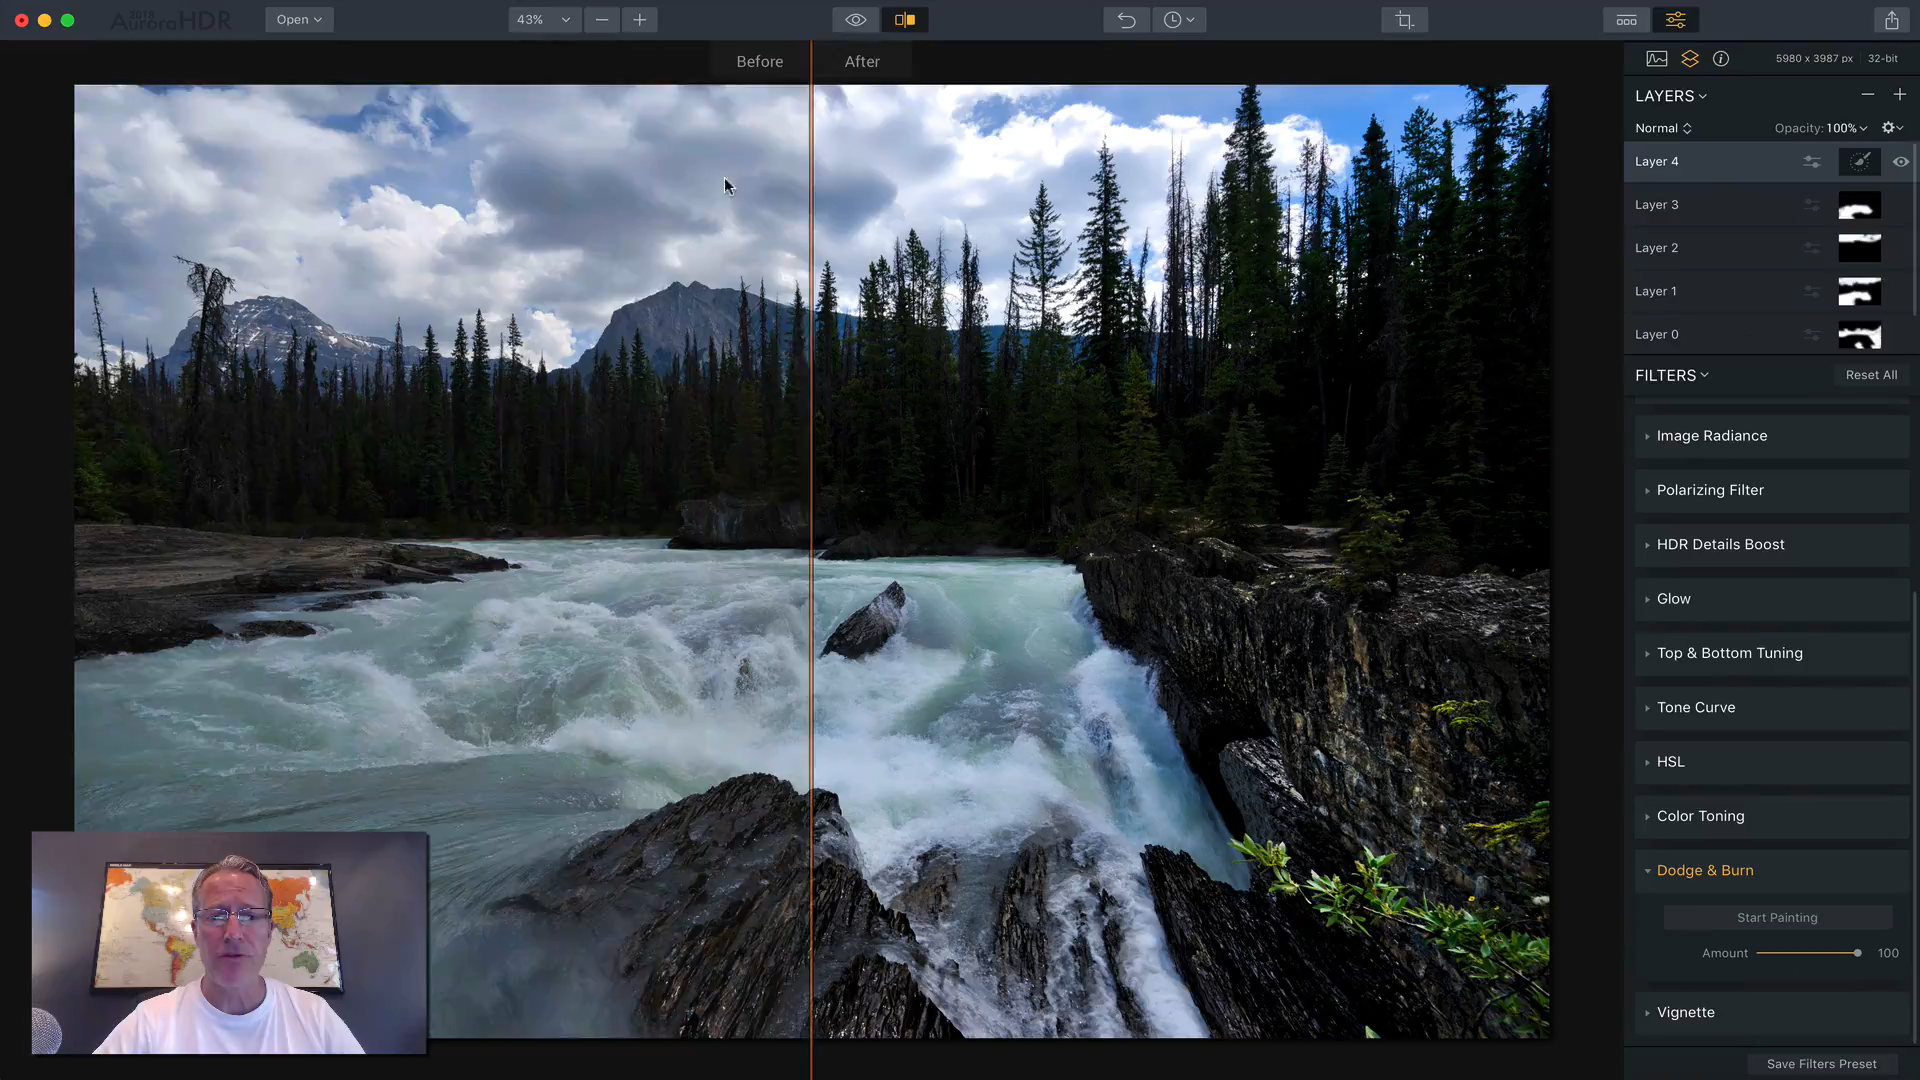 2018
AuroraHDR
Open
43%
Before
After
5980 x 3987 px
32-bit
LAYERS
Normal
Opacity: 100%
Layer 4
Layer 3
Layer 2
Layer 1
Layer 0
FILTERS
Reset All
Image Radiance
Polarizing Filter
HDR Details Boost
Glow
Top & Bottom Tuning
Tone Curve
HSL
Color Toning
Dodge & Burn
Start Painting
Amount
100
Vignette
Save Filters Preset